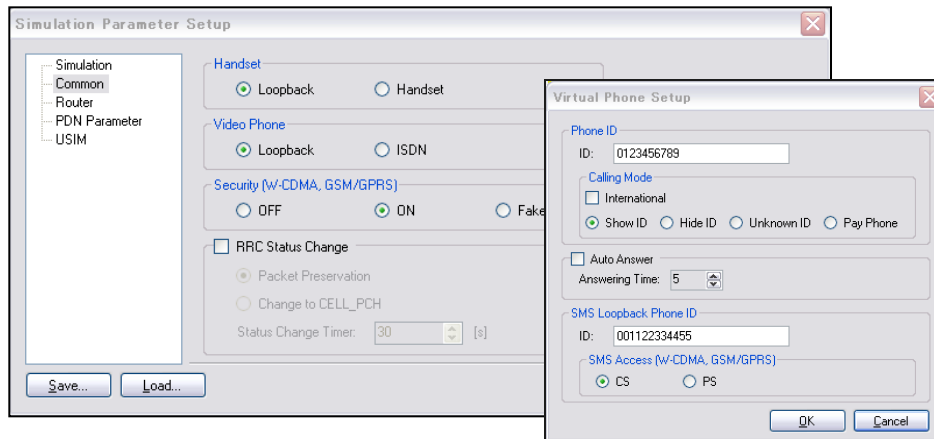 Simulation Parameter Setup
Simulation
Common
Router
PDN Parameter
USIM
Handset
Loopback Handset
Video Phone
Loopback ISDN
Security (W-CDMA, GSM/GPRS)
OFF ON Fake
RRC Status Change
Packet Preservation
Change to CELL_PCH
Status Change Timer: 30 [s]
Save... Load...
Virtual Phone Setup
Phone ID
ID: 0123456789
Calling Mode
International
Show ID Hide ID Unknown ID Pay Phone
Auto Answer
Answering Time: 5
SMS Loopback Phone ID
ID: 001122334455
SMS Access (W-CDMA, GSM/GPRS)
CS PS
OK Cancel